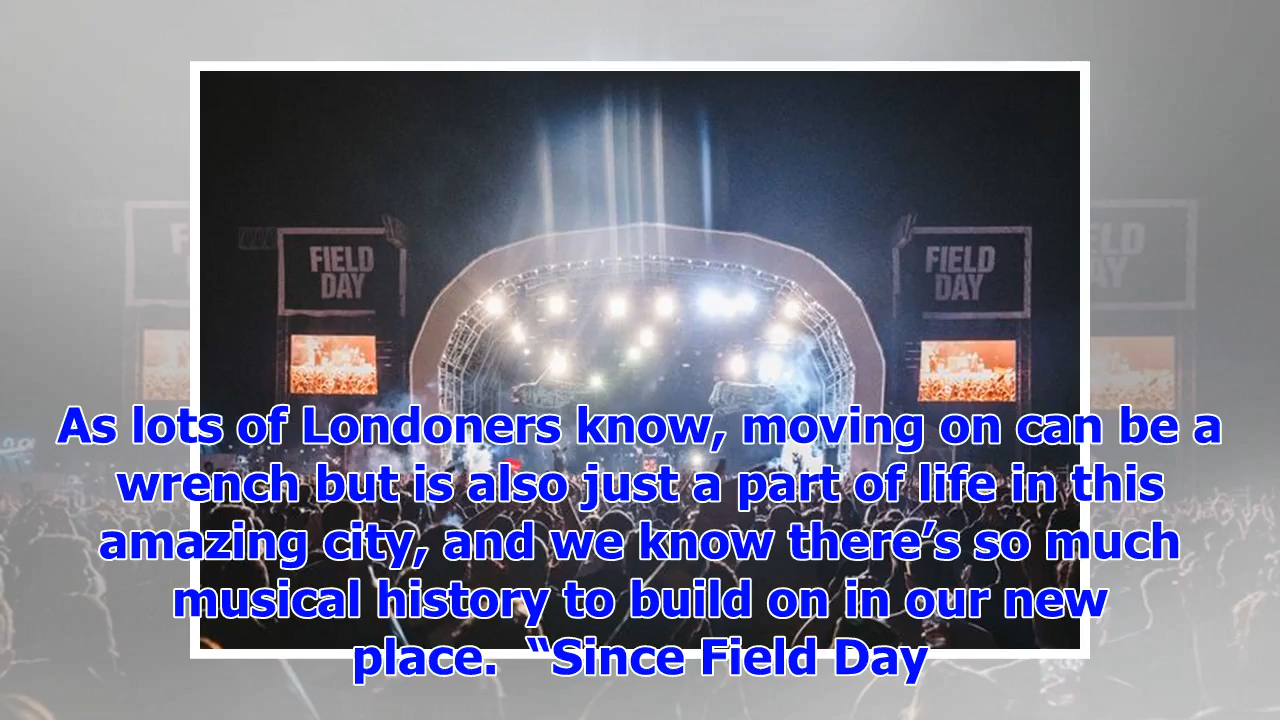 FIELD
DAY
FIELD
DAY
As lots of Londoners know, moving on can be a
wrench but is also just a part of life in this
amazing city, and we know there’s so much
musical history to build on in our new
place.  “Since Field Day